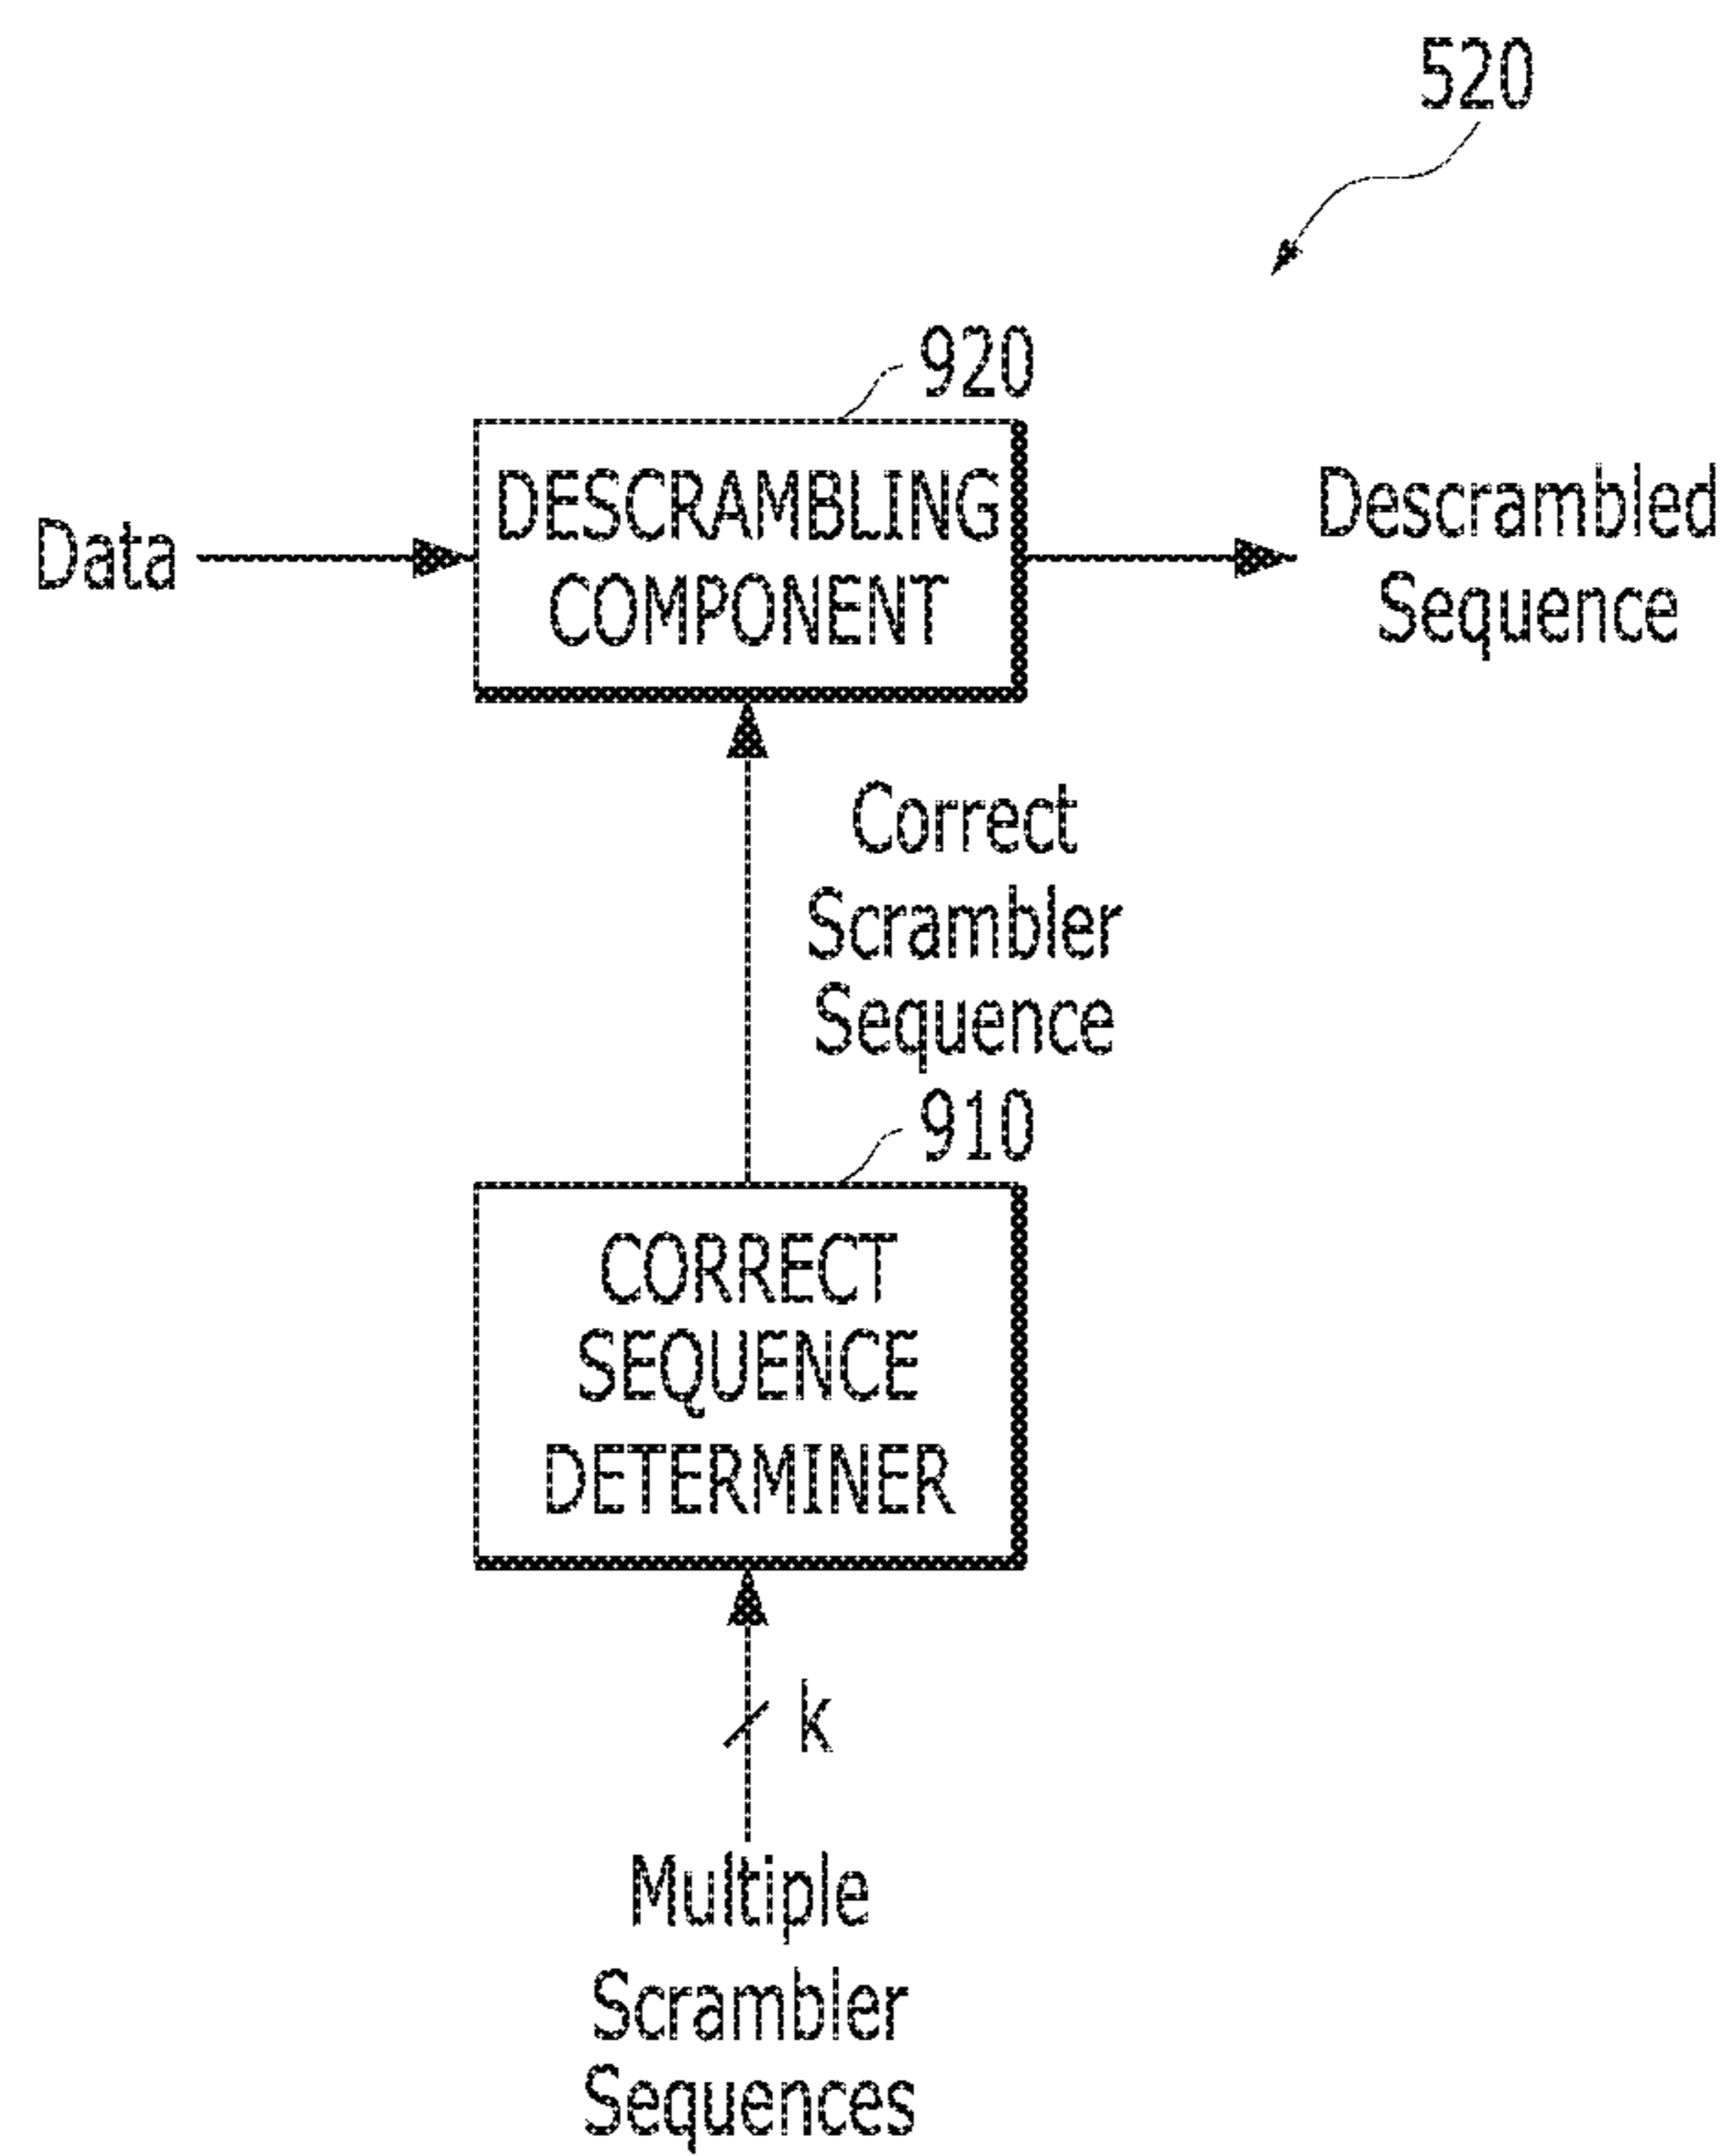 520
920
DESCRAMBLING
COMPONENT
Data
Descrambled
Sequence
Correct
Scrambler
Sequence
910
CORRECT
SEQUENCE
DETERMINER
k
Multiple
Scrambler
Sequences